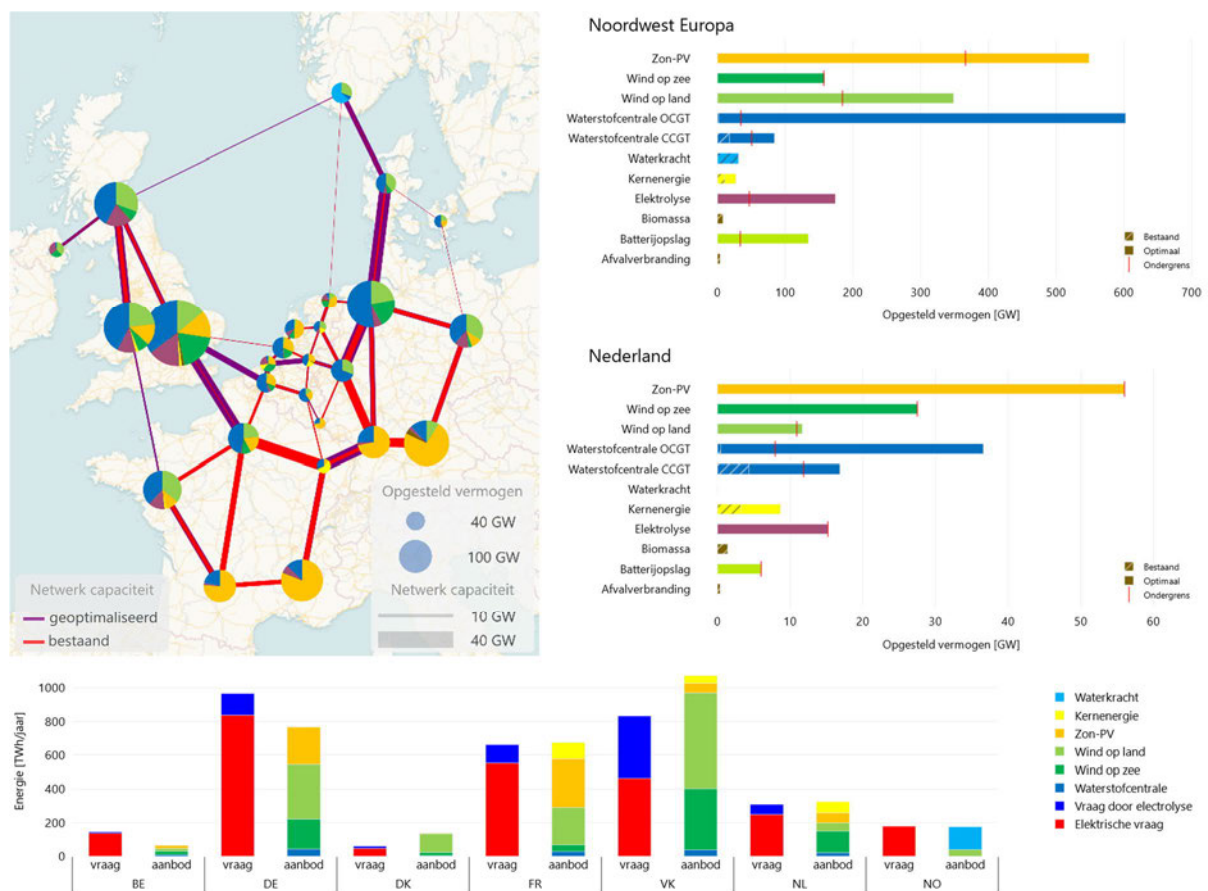 Opgesteld vermogen
40 GW
100 GW
Netwerk capaciteit
geoptimaliseerd
bestaand
Netwerk capaciteit
10 GW
40 GW
Noordwest Europa
Zon-PV
Wind op zee
Wind op land
Waterstofcentrale OCGT
Waterstofcentrale CCGT
Waterkracht
Kernenergie
Elektrolyse
Biomassa
Batterijopslag
Afvalverbranding
Bestaand
Optimaal
Ondergrens
0 100 200 300 400 500 600 700
Opgesteld vermogen [GW]
Nederland
Zon-PV
Wind op zee
Wind op land
Waterstofcentrale OCGT
Waterstofcentrale CCGT
Waterkracht
Kernenergie
Elektrolyse
Biomassa
Batterijopslag
Afvalverbranding
Bestaand
Optimaal
Ondergrens
0 10 20 30 40 50 60
Opgesteld vermogen [GW]
Energie [TWh/jaar]
1000
800
600
400
200
0
vraag aanbod vraag aanbod vraag aanbod vraag aanbod vraag aanbod vraag aanbod vraag aanbod
BE DE DK FR VK NL NO
Waterkracht
Kernenergie
Zon-PV
Wind op land
Wind op zee
Waterstofcentrale
Vraag door electrolyse
Elektrische vraag